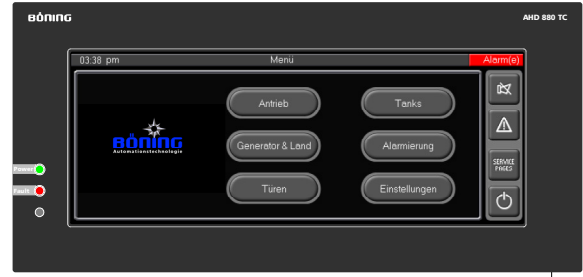 BÖNING
AHD 880 TC
03:38 pm
Menü
Alarm(e)
Antrieb
Tanks
BÖNING
Automationstechnologie
Generator & Land
Alarmierung
SERVICE
PAGES
Türen
Einstellungen
Power
Fault